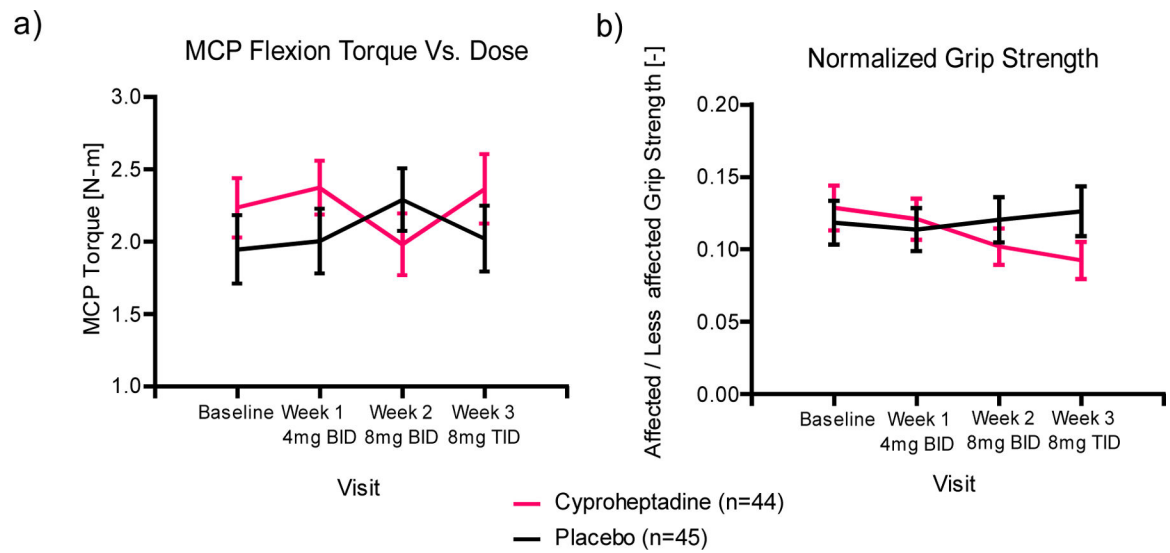 a)
MCP Flexion Torque Vs. Dose
MCP Torque [N-m]
3.0
2.5
2.0
1.5
1.0
Baseline
Week 1
4mg BID
Week 2
8mg BID
Week 3
8mg TID
Visit
b)
Normalized Grip Strength
Affected / Less affected Grip Strength [-]
0.20
0.15
0.10
0.05
0.00
Baseline
Week 1
4mg BID
Week 2
8mg BID
Week 3
8mg TID
Visit
Cyproheptadine (n=44)
Placebo (n=45)